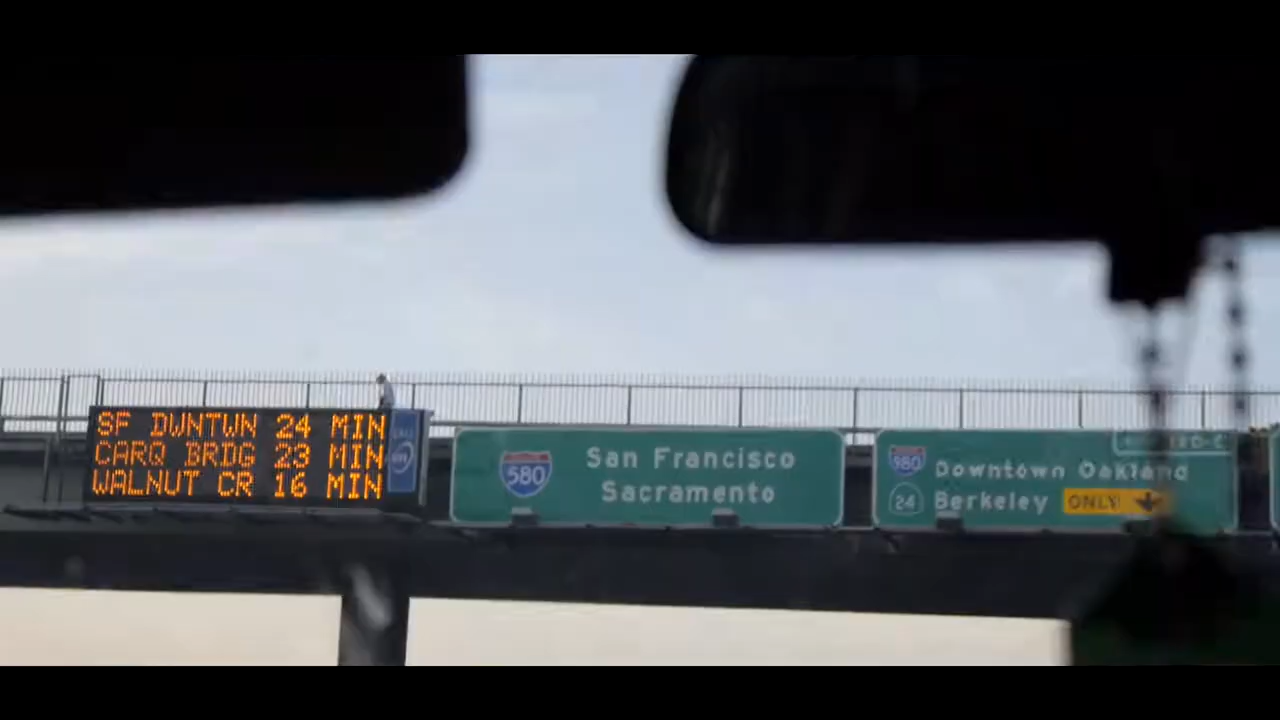 SF DWNTWN 24 MIN
CARQ BRDG 23 MIN
WALNUT CR 16 MIN
580
San Francisco
Sacramento
980
Downtown Oakland
24
Berkeley
ONLY